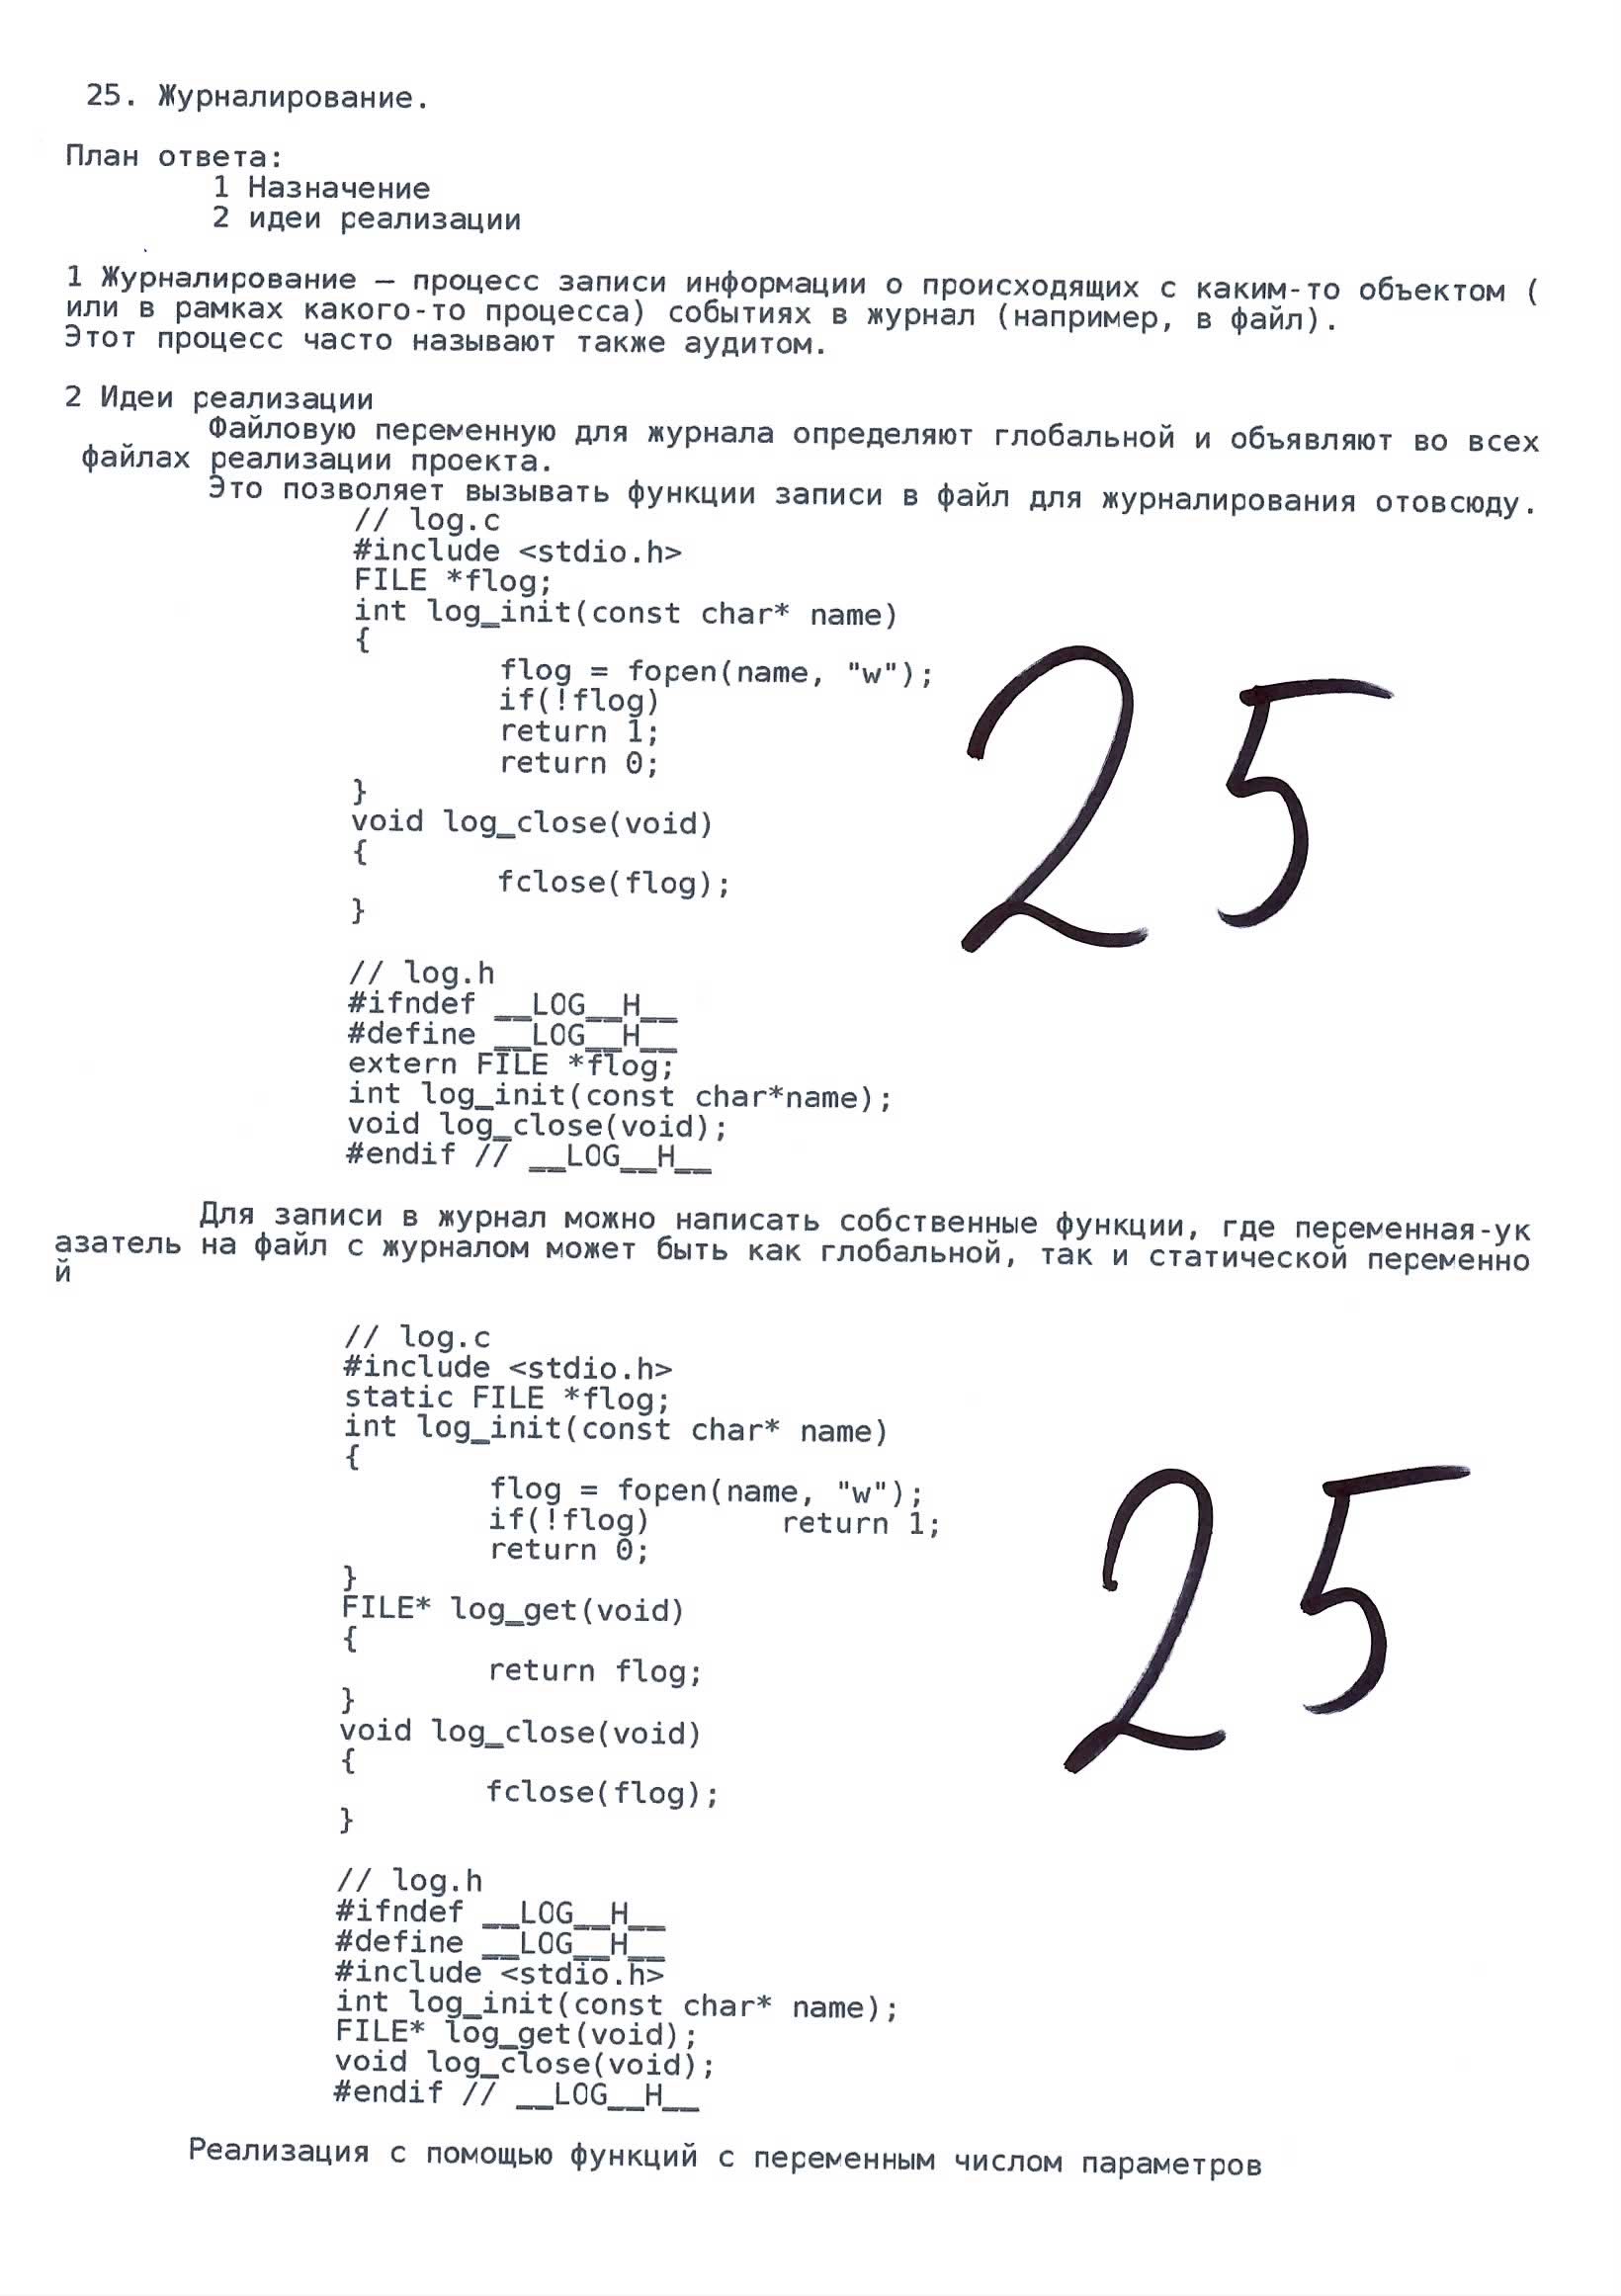 25. Журналирование.
План ответа:
1 Назначение
2 идеи реализации
1 Журналирование — процесс записи информации о происходящих с каким-то объектом (
или в рамках какого-то процесса) событиях в журнал (например, в файл).
Этот процесс часто называют также аудитом.
2 Идеи реализации
Файловую переменную для журнала определяют глобальной и объявляют во всех
файлах реализации проекта.
Это позволяет вызывать функции записи в файл для журналирования отовсюду.
// log.c
#include <stdio.h>
FILE *flog;
int log_init(const char* name)
{
flog = fopen(name, "w");
if(!flog)
return 1;
return 0;
}
void log_close(void)
{
fclose(flog);
}
25
// log.h
#ifndef __LOG__H__
#define __LOG__H__
extern FILE *flog;
int log_init(const char*name);
void log_close(void);
#endif // __LOG__H__
Для записи в журнал можно написать собственные функции, где переменная-ук
азатель на файл с журналом может быть как глобальной, так и статической переменно
й
// log.c
#include <stdio.h>
static FILE *flog;
int log_init(const char* name)
{
flog = fopen(name, "w");
if(!flog) return 1;
return 0;
}
FILE* log_get(void)
{
return flog;
}
void log_close(void)
{
fclose(flog);
}
25
// log.h
#ifndef __LOG__H__
#define __LOG__H__
#include <stdio.h>
int log_init(const char* name);
FILE* log_get(void);
void log_close(void);
#endif // __LOG__H__
Реализация с помощью функций с переменным числом параметров